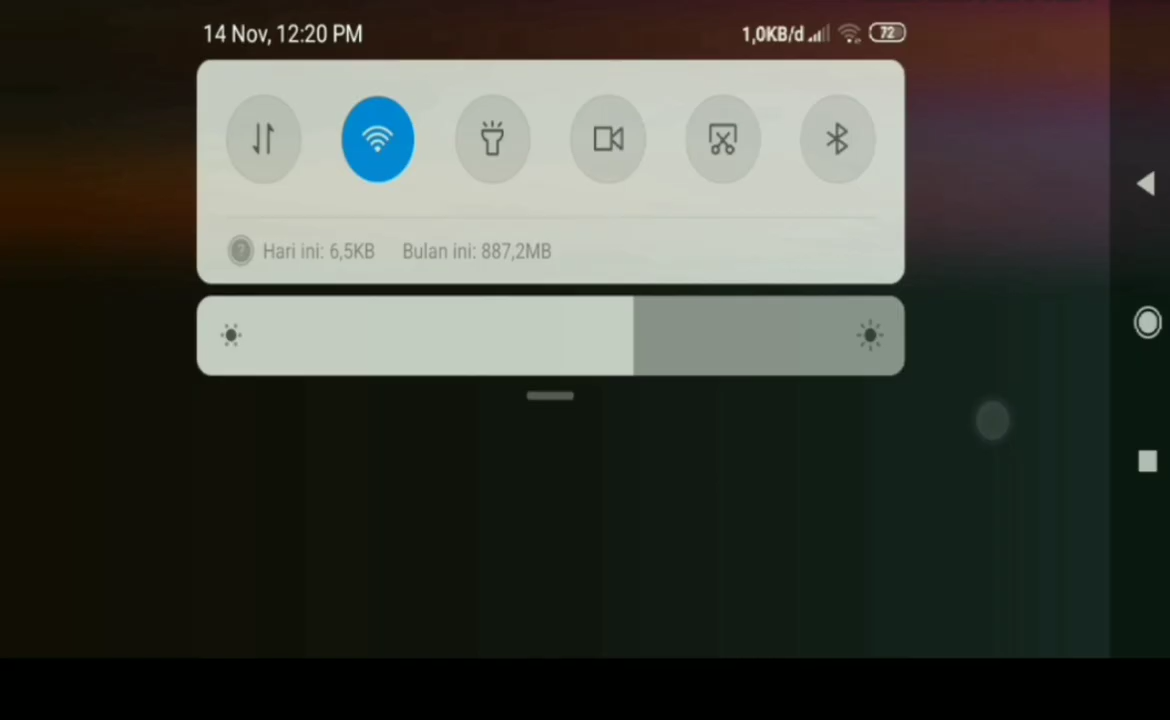 14 Nov, 12:20 PM 1,0KB/d 72
Hari ini: 6,5KB Bulan ini: 887,2MB